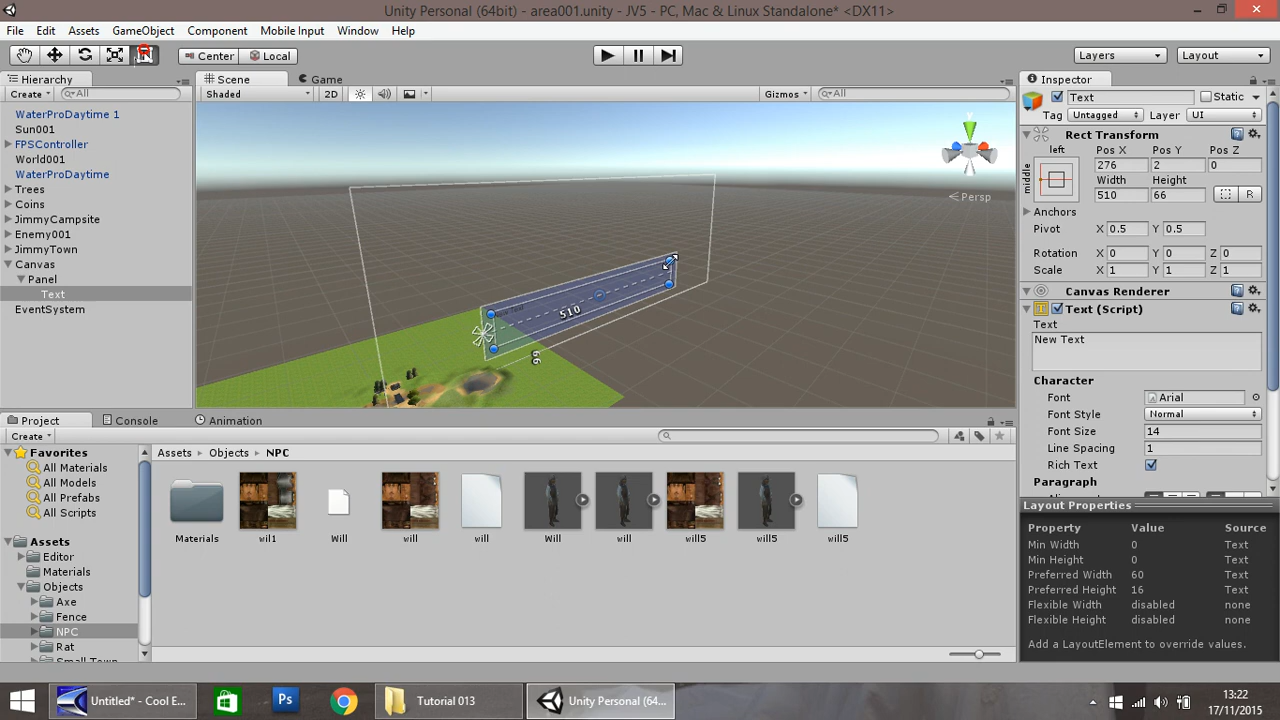 Unity Personal (64bit) - area001.unity - JV5 - PC, Mac & Linux Standalone* <DX11>
File Edit Assets GameObject Component Mobile Input Window Help
Center Local Layers Layout
Hierarchy
Create All
WaterProDaytime 1
Sun001
FPSController
World001
WaterProDaytime
Trees
Coins
JimmyCampsite
Enemy001
JimmyTown
Canvas
Panel
Text
EventSystem
Scene Game
Shaded 2D Gizmos All
y
Persp
510
66
Inspector
Text Static
Tag Untagged Layer UI
Rect Transform
left Pos X Pos Y Pos Z
middle 276 2 0
Width Height
510 66 R
Anchors
Pivot X 0.5 Y 0.5
Rotation X 0 Y 0 Z 0
Scale X 1 Y 1 Z 1
Canvas Renderer
Text (Script)
Text
New Text
Character
Font Arial
Font Style Normal
Font Size 14
Line Spacing 1
Rich Text
Paragraph
Layout Properties
Property Value Source
Min Width 0 Text
Min Height 0 Text
Preferred Width 60 Text
Preferred Height 16 Text
Flexible Width disabled none
Flexible Height disabled none
Add a LayoutElement to override values.
Project Console Animation
Create
Favorites
All Materials
All Models
All Prefabs
All Scripts
Assets
Editor
Materials
Objects
Axe
Fence
NPC
Rat
Small Town
Assets Objects NPC
Materials wil1 Will will will Will will will5 will5 will5
Untitled* - Cool E... Ps Tutorial 013 Unity Personal (64...
13:22
17/11/2015